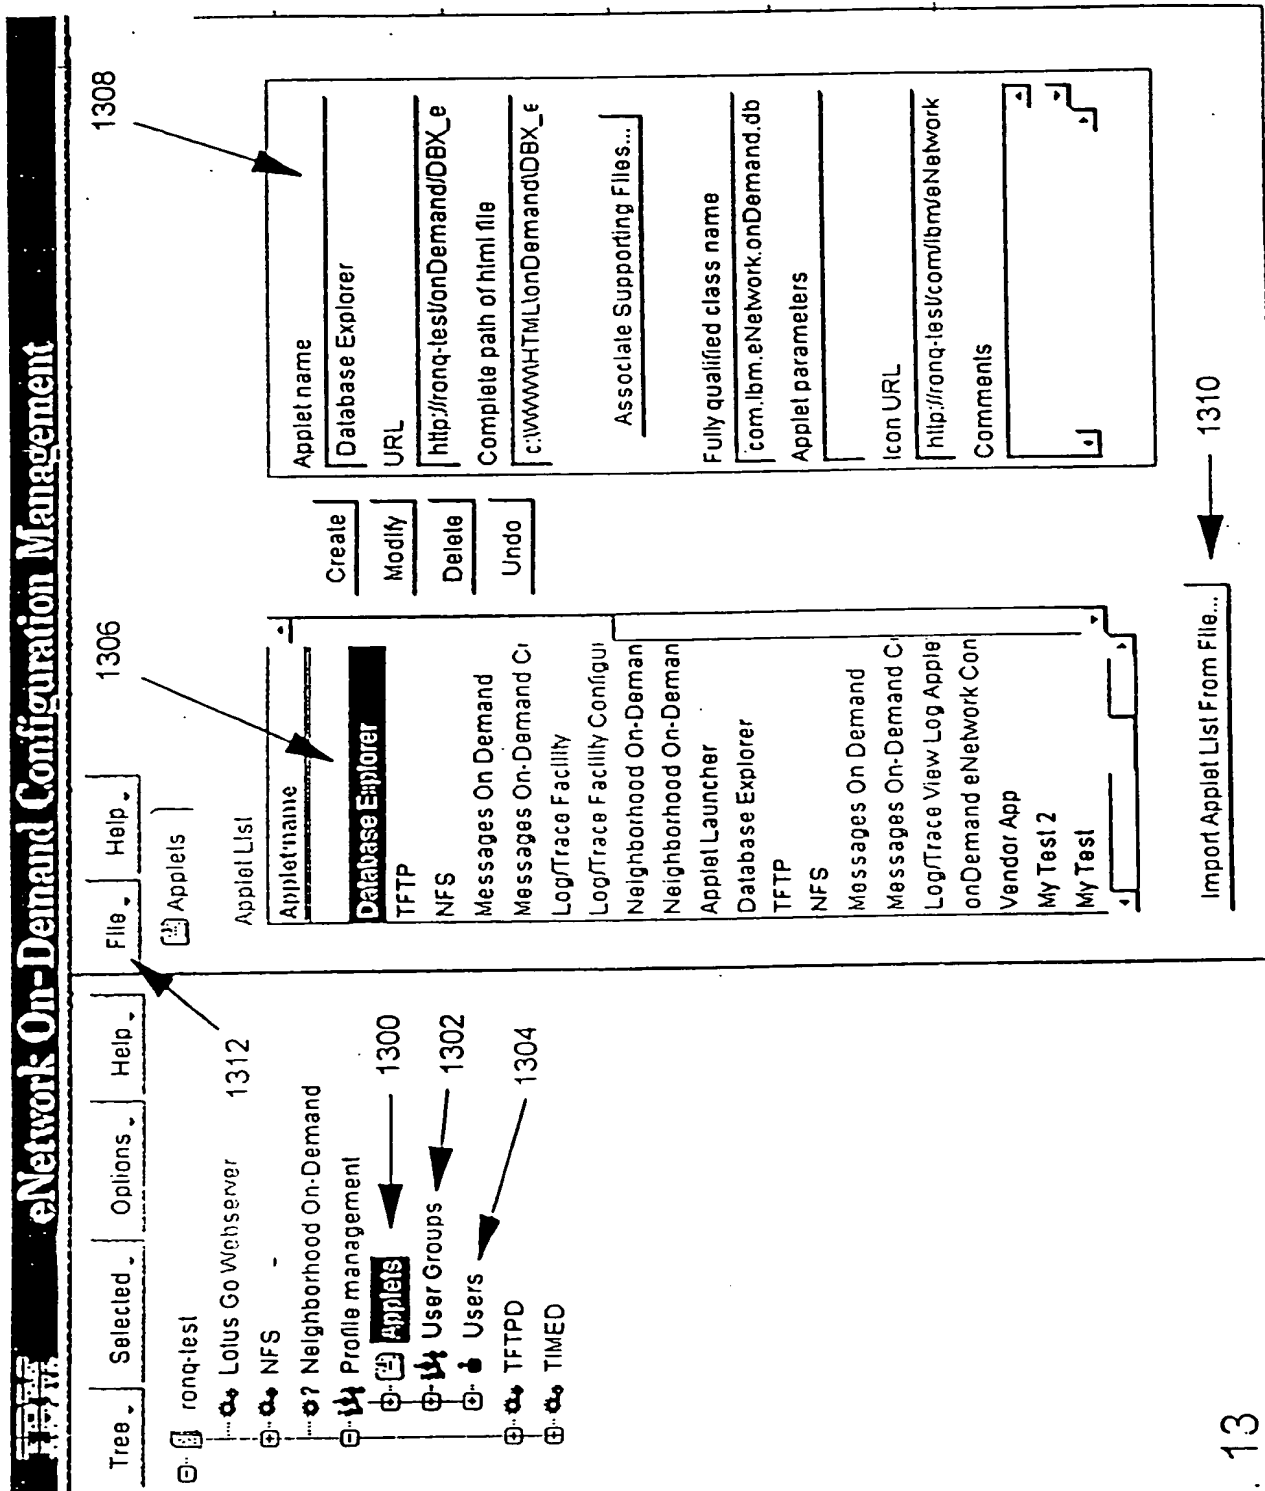 IBM eNetwork On-Demand Configuration Management
Tree Selected Options Help
ronq-test
Lotus Go Webserver
NFS
Neighborhood On-Demand
Profile management
Applets
User Groups
Users
TFTPD
TIMED
1312
1300
1302
1304
File Help
Applets
1306
Applet List
Applet name
Database Explorer
TFTP
NFS
Messages On Demand
Messages On-Demand C
Log/Trace Facility
Log/Trace Facility Configu
Neighborhood On-Deman
Neighborhood On-Deman
Applet Launcher
Database Explorer
TFTP
NFS
Messages On Demand
Messages On-Demand C
Log/Trace View Log Apple
onDemand eNetwork Con
Vendor App
My Test 2
My Test
Import Applet List From File...
1310
Create
Modify
Delete
Undo
1308
Applet name
Database Explorer
URL
http://ronq-test/onDemand/DBX_e
Complete path of html file
c:\WWW\HTML\onDemand\DBX_e
Associate Supporting Files...
Fully qualified class name
com.ibm.eNetwork.onDemand.db
Applet parameters
Icon URL
http://ronq-test/com/ibm/eNetwork
Comments
13